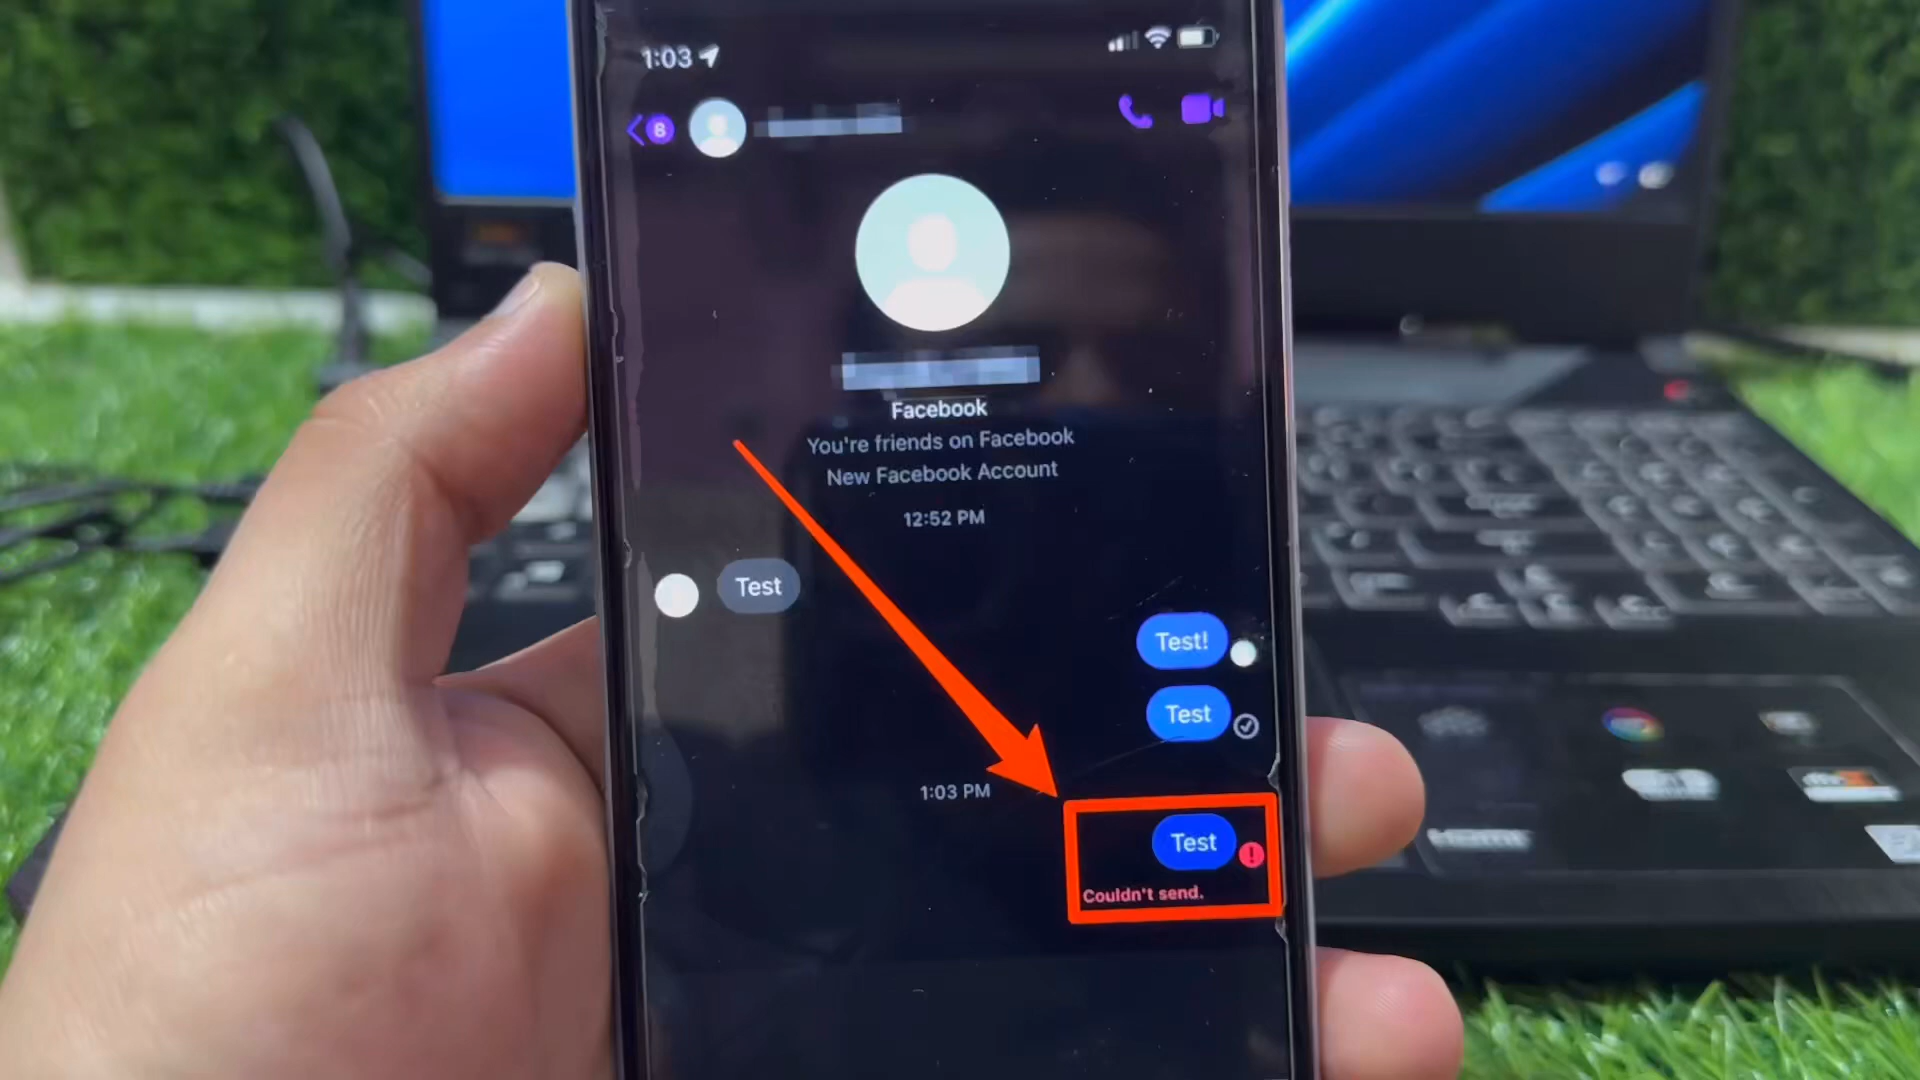 1:03
8
Facebook
You're friends on Facebook
New Facebook Account
12:52 PM
Test
Test!
Test
1:03 PM
Test
Couldn't send.